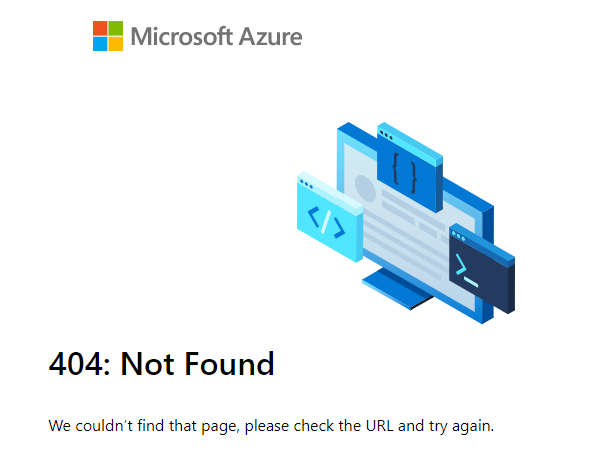 Microsoft Azure
{ }
</>
>_
404: Not Found
We couldn't find that page, please check the URL and try again.